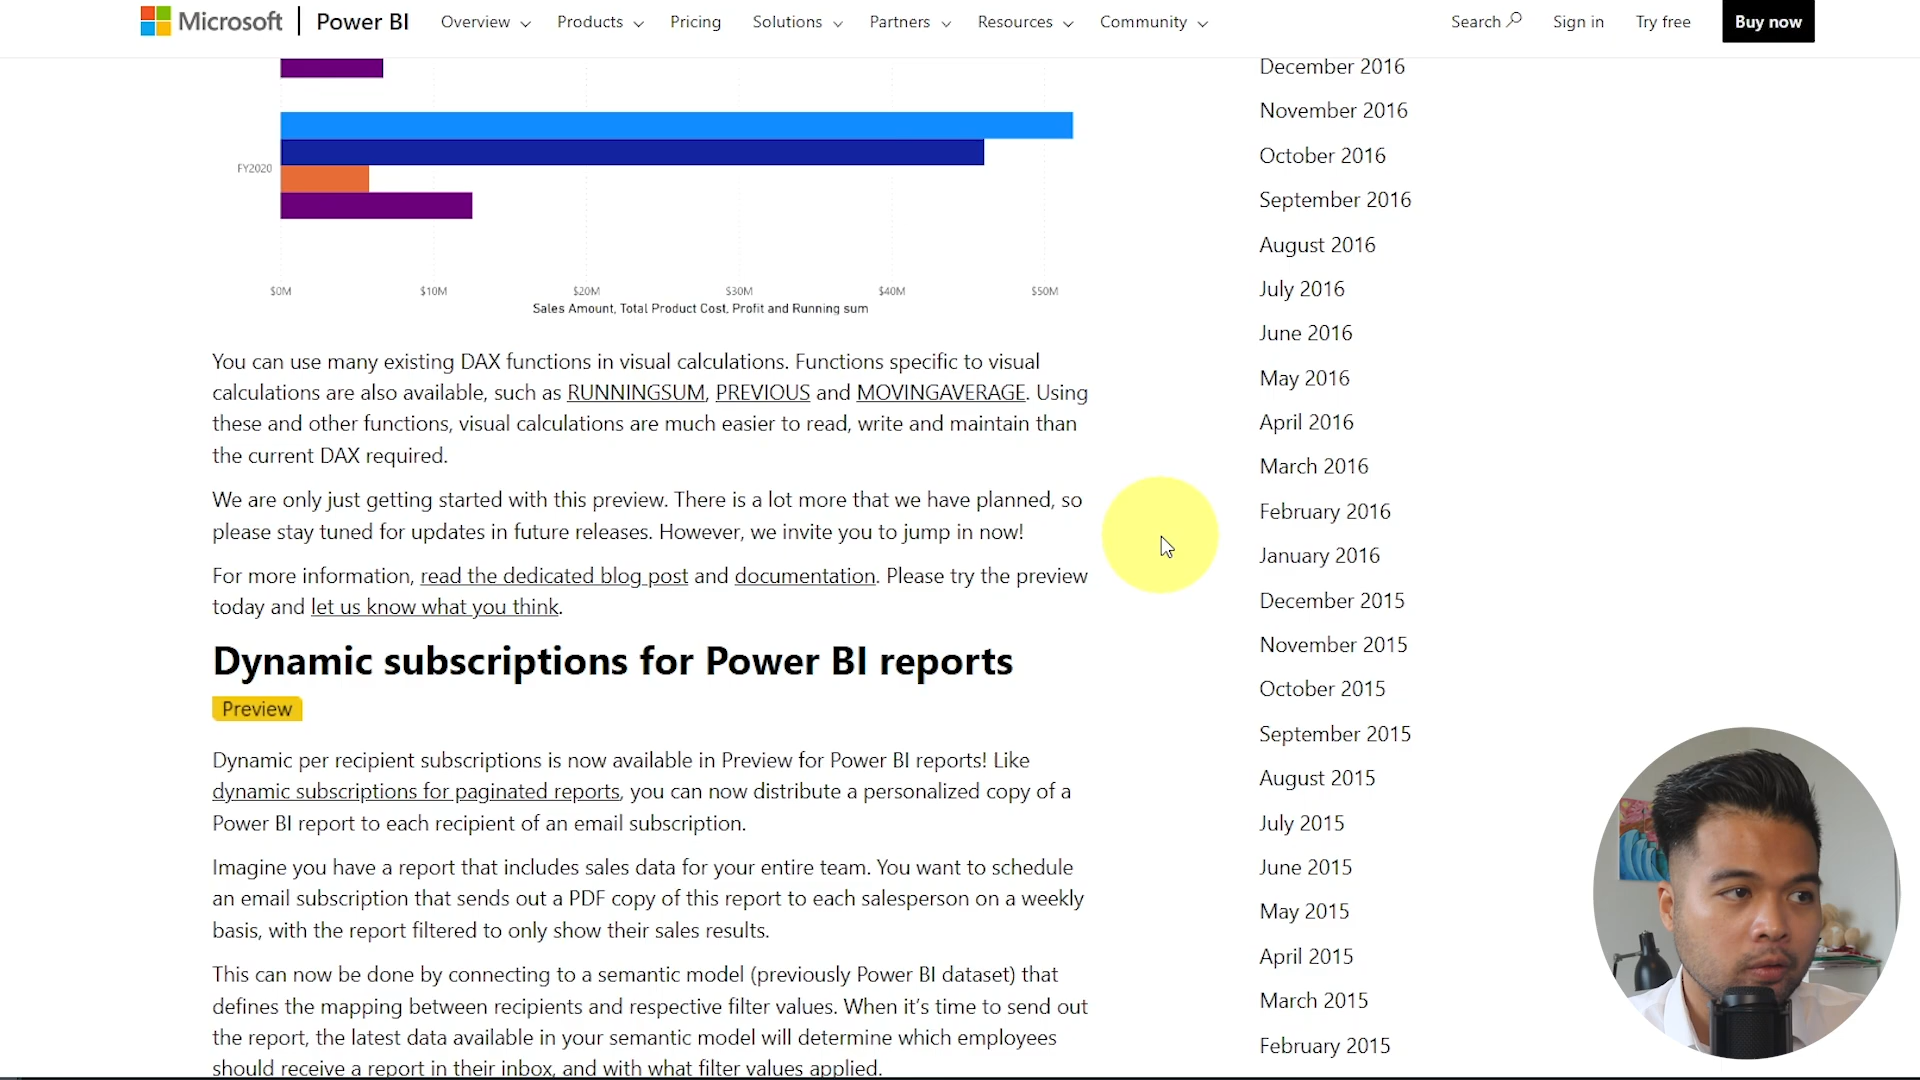 Microsoft | Power BI Overview Products Pricing Solutions Partners Resources Community Search Sign in Try free Buy now
FY2020
$0M $10M $20M $30M $40M $50M
Sales Amount, Total Product Cost, Profit and Running sum
You can use many existing DAX functions in visual calculations. Functions specific to visual
calculations are also available, such as RUNNINGSUM, PREVIOUS and MOVINGAVERAGE. Using
these and other functions, visual calculations are much easier to read, write and maintain than
the current DAX required.
We are only just getting started with this preview. There is a lot more that we have planned, so
please stay tuned for updates in future releases. However, we invite you to jump in now!
For more information, read the dedicated blog post and documentation. Please try the preview
today and let us know what you think.
Dynamic subscriptions for Power BI reports
Preview
Dynamic per recipient subscriptions is now available in Preview for Power BI reports! Like
dynamic subscriptions for paginated reports, you can now distribute a personalized copy of a
Power BI report to each recipient of an email subscription.
Imagine you have a report that includes sales data for your entire team. You want to schedule
an email subscription that sends out a PDF copy of this report to each salesperson on a weekly
basis, with the report filtered to only show their sales results.
This can now be done by connecting to a semantic model (previously Power BI dataset) that
defines the mapping between recipients and respective filter values. When it’s time to send out
the report, the latest data available in your semantic model will determine which employees
should receive a report in their inbox, and with what filter values applied.
December 2016
November 2016
October 2016
September 2016
August 2016
July 2016
June 2016
May 2016
April 2016
March 2016
February 2016
January 2016
December 2015
November 2015
October 2015
September 2015
August 2015
July 2015
June 2015
May 2015
April 2015
March 2015
February 2015